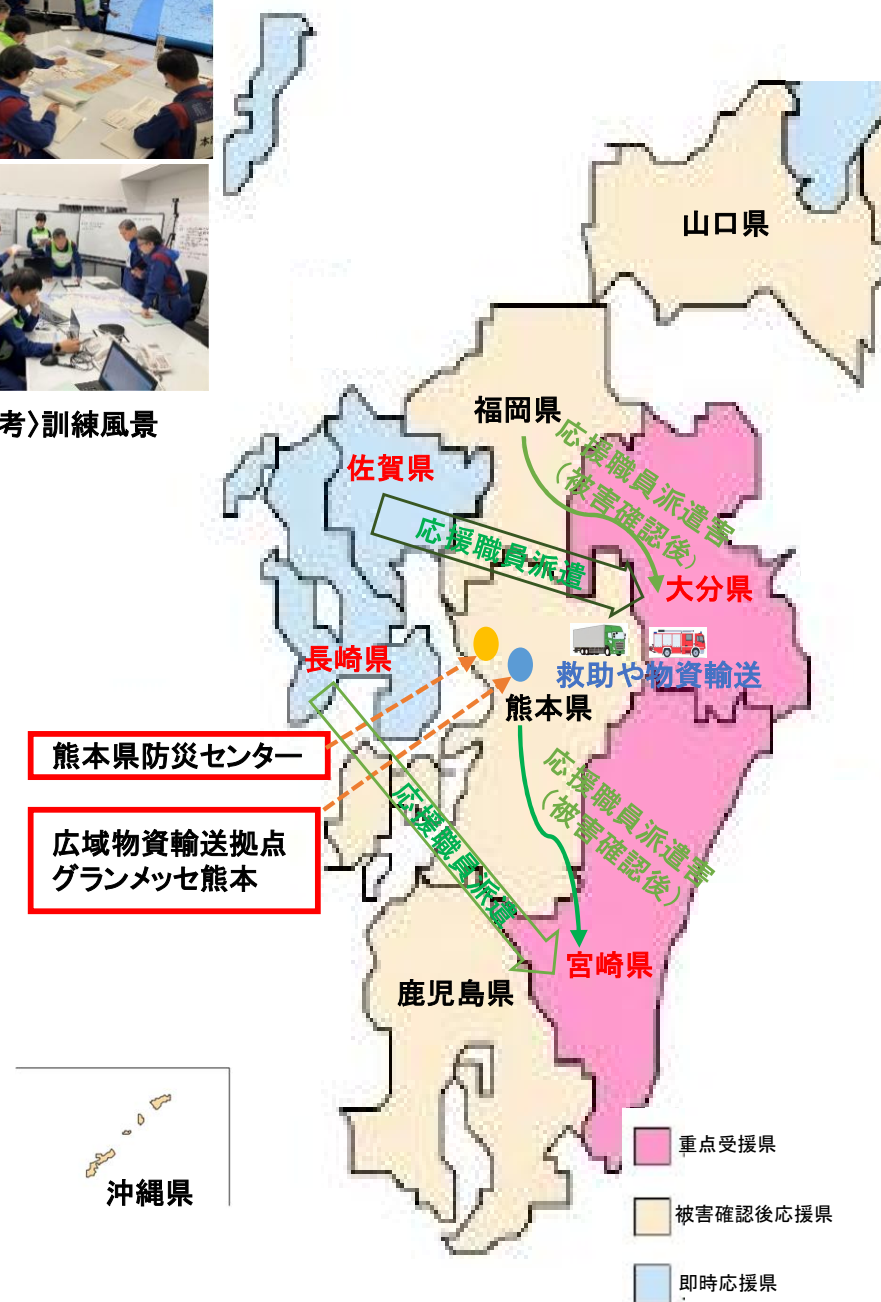 山口県
考〉訓練風景
福岡県
応援職員派遣害
（被害確認後）
佐賀県
応援職員派遣
大分県
長崎県
救助や物資輸送
熊本県
熊本県防災センター
応援職員派遣害
（被害確認後）
応援職員派遣
広域物資輸送拠点
グランメッセ熊本
宮崎県
鹿児島県
重点受援県
沖縄県
被害確認後応援県
即時応援県